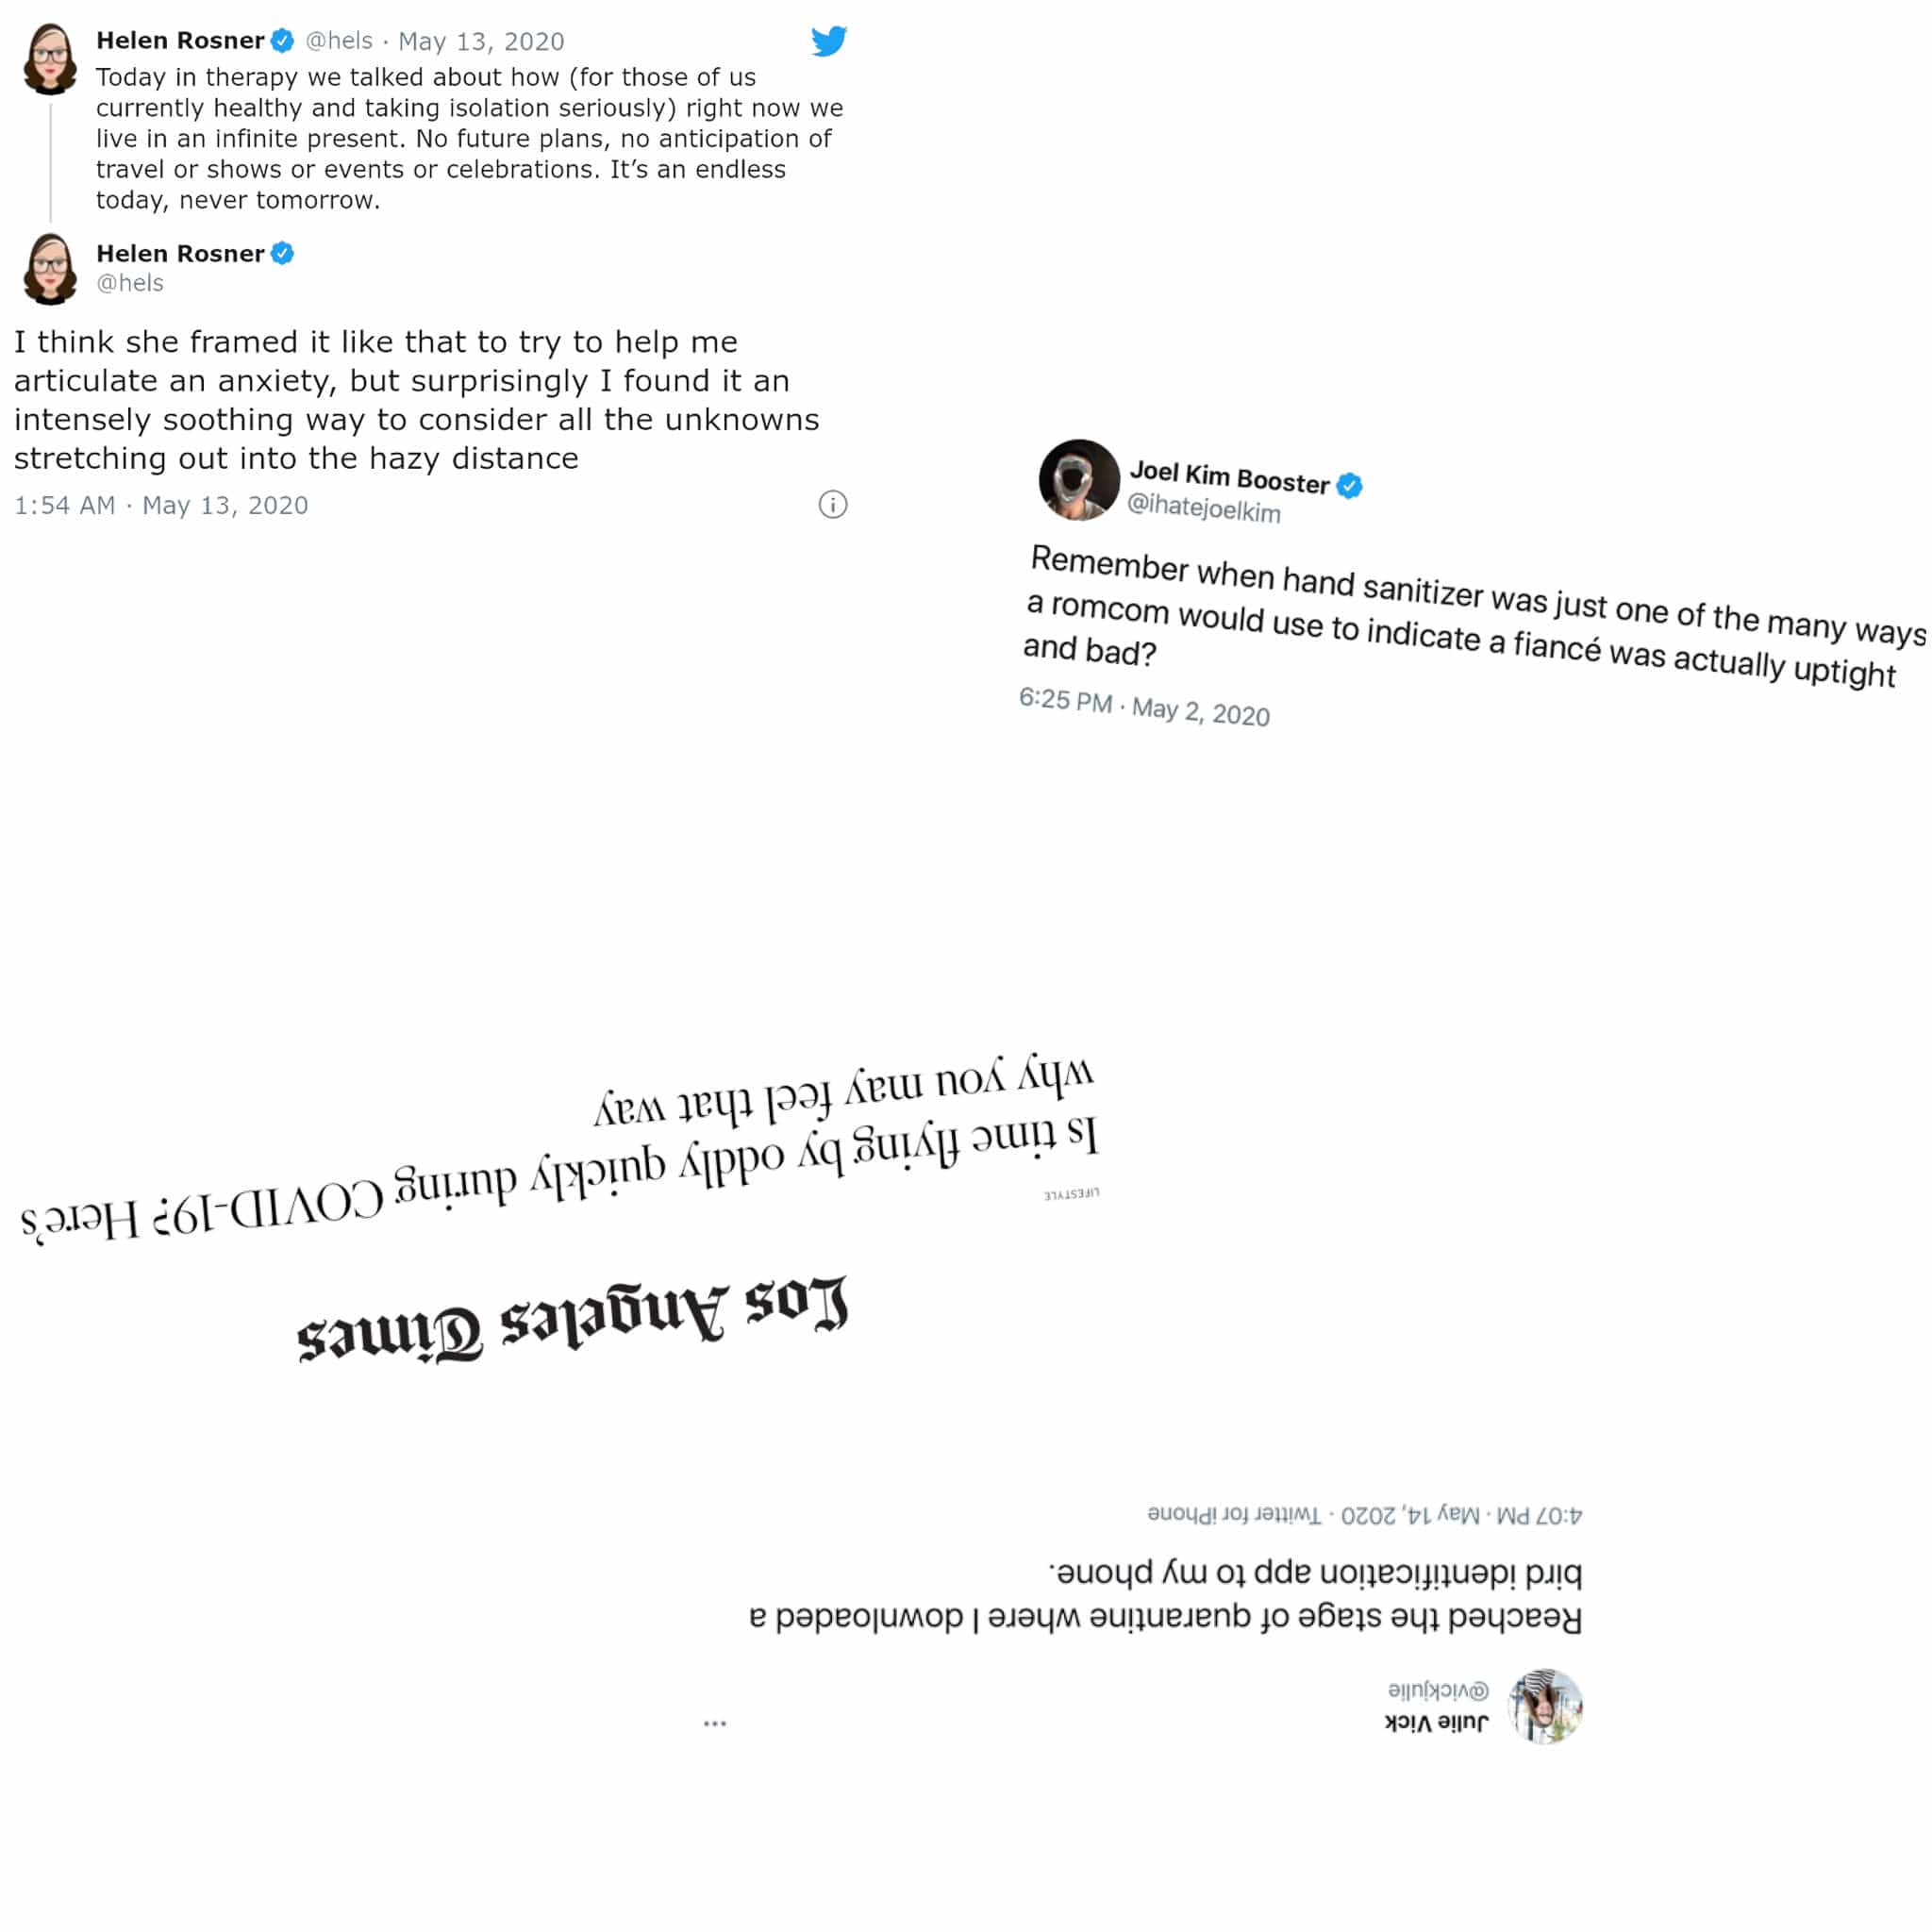 Helen Rosner @hels · May 13, 2020
Today in therapy we talked about how (for those of us
currently healthy and taking isolation seriously) right now we
live in an infinite present. No future plans, no anticipation of
travel or shows or events or celebrations. It’s an endless
today, never tomorrow.
Helen Rosner
@hels
I think she framed it like that to try to help me
articulate an anxiety, but surprisingly I found it an
intensely soothing way to consider all the unknowns
stretching out into the hazy distance
1:54 AM · May 13, 2020
Joel Kim Booster
@ihatejoelkim
Remember when hand sanitizer was just one of the many ways
a romcom would use to indicate a fiancé was actually uptight
and bad?
6:25 PM · May 2, 2020
Los Angeles Times
LIFESTYLE
Is time flying by oddly quickly during COVID-19? Here’s
why you may feel that way
Julie Vick
@vickjulie
Reached the stage of quarantine where I downloaded a
bird identification app to my phone.
4:07 PM · May 14, 2020 · Twitter for iPhone